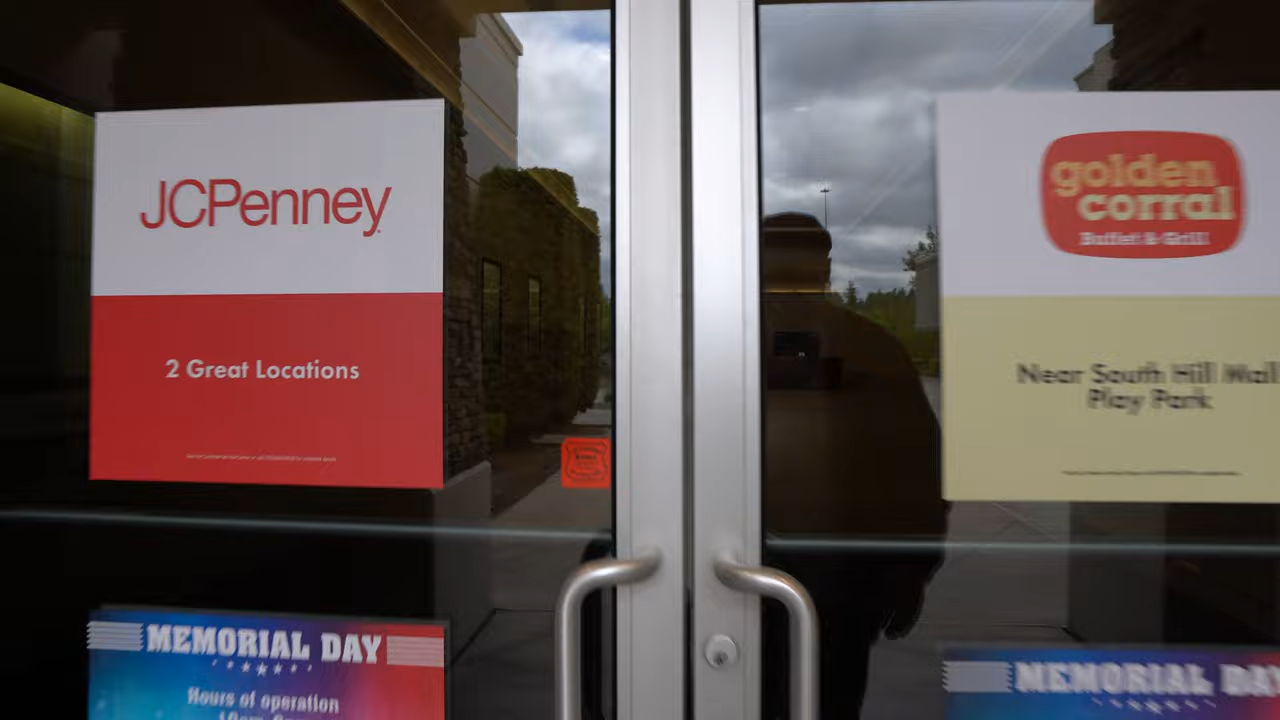 JCPenney
2 Great Locations
MEMORIAL DAY
Hours of operation
golden
corral
Buffet & Grill
Near South Hill Mall
Play Park
MEMORIAL DAY